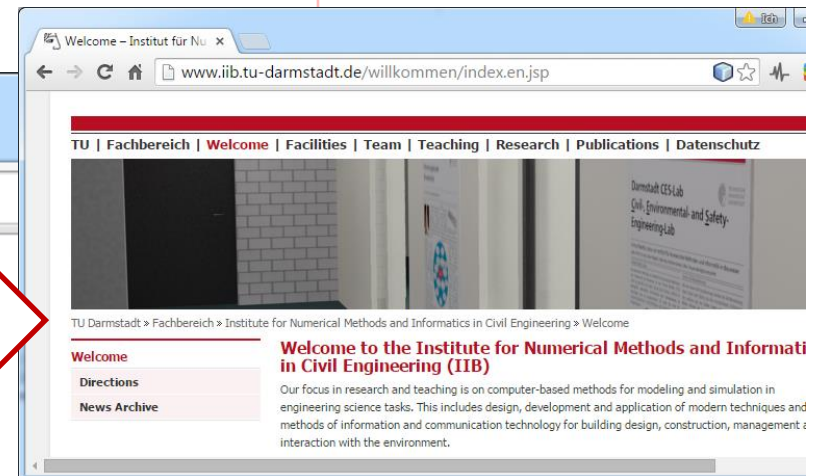 Ich
Welcome – Institut für Nu
www.iib.tu-darmstadt.de/willkommen/index.en.jsp
TU | Fachbereich | Welcome | Facilities | Team | Teaching | Research | Publications | Datenschutz
Darmstadt CES-Lab
Civil-, Environmental- and Safety-
Engineering-Lab
TU Darmstadt » Fachbereich » Institute for Numerical Methods and Informatics in Civil Engineering » Welcome
Welcome
Directions
News Archive
Welcome to the Institute for Numerical Methods and Informati
in Civil Engineering (IIB)
Our focus in research and teaching is on computer-based methods for modeling and simulation in
engineering science tasks. This includes design, development and application of modern techniques and
methods of information and communication technology for building design, construction, management a
interaction with the environment.